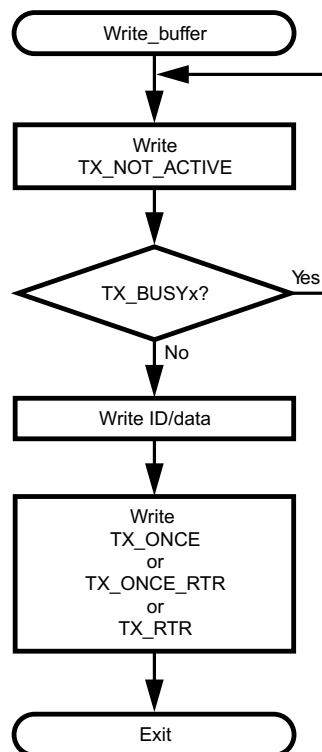 Write_buffer
Write
TX_NOT_ACTIVE
TX_BUSYx?
Yes
No
Write ID/data
Write
TX_ONCE
or
TX_ONCE_RTR
or
TX_RTR
Exit